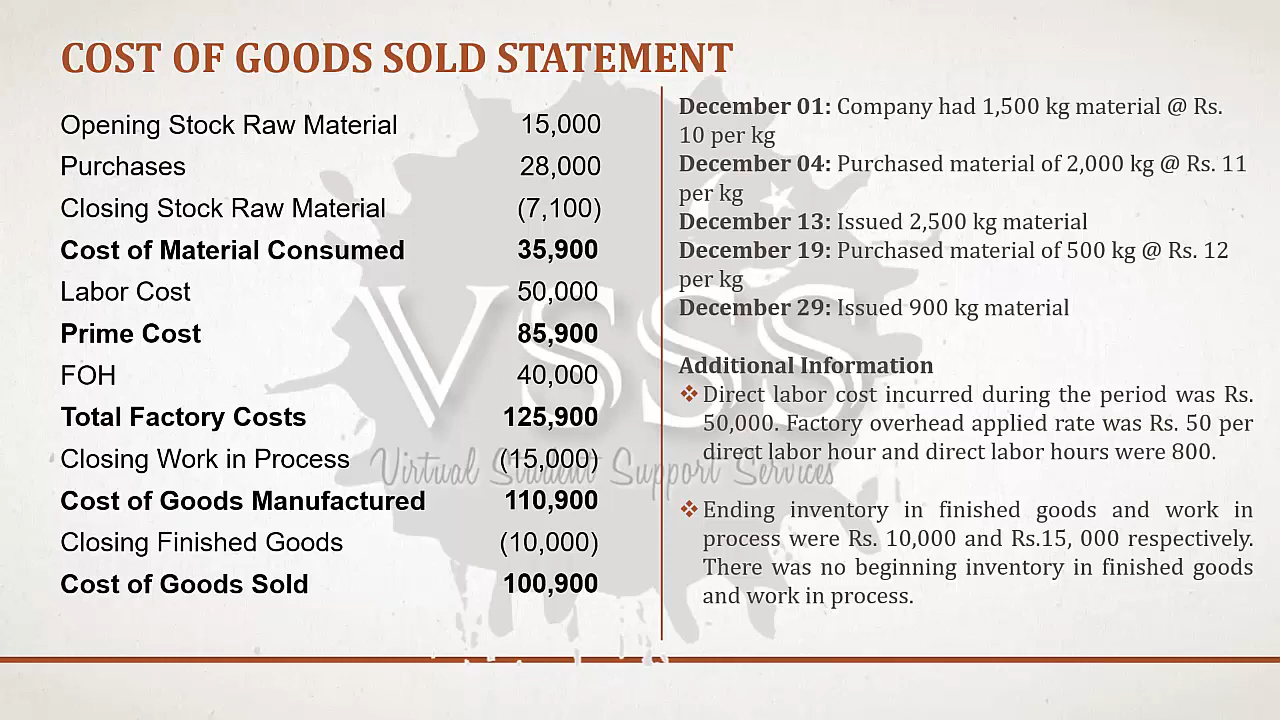 COST OF GOODS SOLD STATEMENT
Opening Stock Raw Material 15,000
Purchases 28,000
Closing Stock Raw Material (7,100)
Cost of Material Consumed 35,900
Labor Cost 50,000
Prime Cost 85,900
FOH 40,000
Total Factory Costs 125,900
Closing Work in Process (15,000)
Cost of Goods Manufactured 110,900
Closing Finished Goods (10,000)
Cost of Goods Sold 100,900
December 01: Company had 1,500 kg material @ Rs.
10 per kg
December 04: Purchased material of 2,000 kg @ Rs. 11
per kg
December 13: Issued 2,500 kg material
December 19: Purchased material of 500 kg @ Rs. 12
per kg
December 29: Issued 900 kg material
Additional Information
❖ Direct labor cost incurred during the period was Rs.
50,000. Factory overhead applied rate was Rs. 50 per
direct labor hour and direct labor hours were 800.
❖ Ending inventory in finished goods and work in
process were Rs. 10,000 and Rs.15, 000 respectively.
There was no beginning inventory in finished goods
and work in process.
VSSS
Virtual Student Support Services